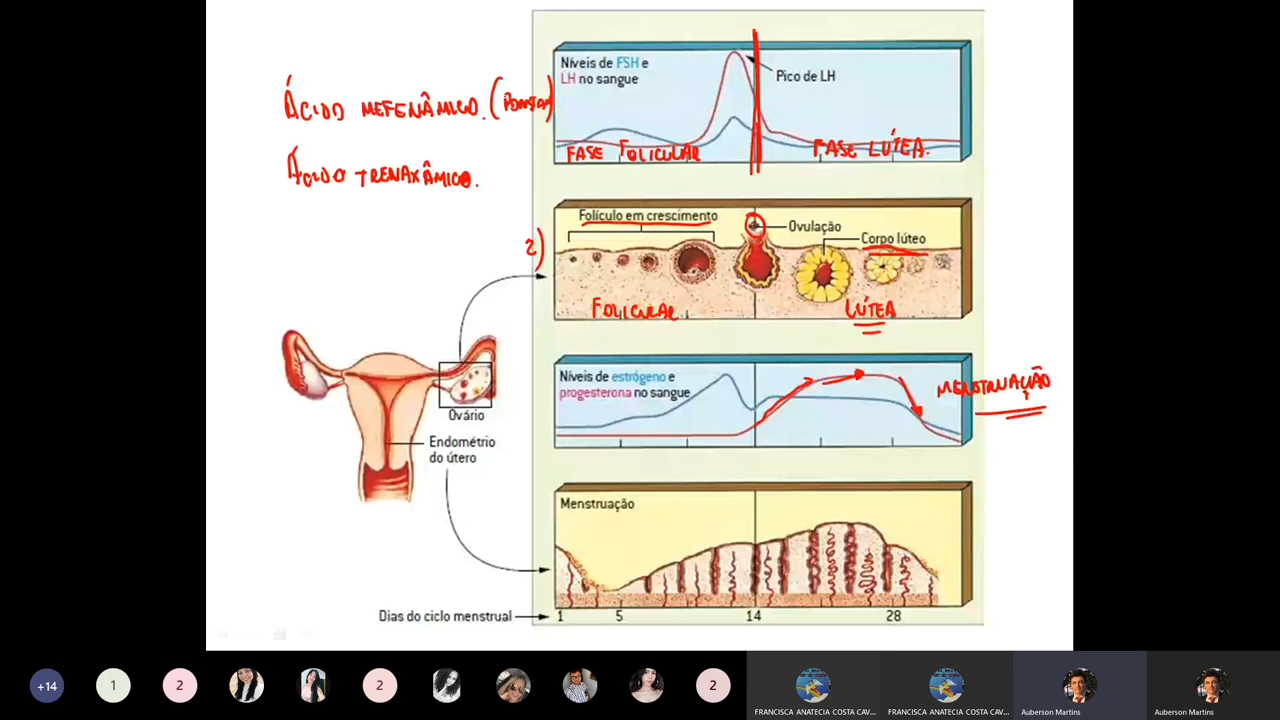 Níveis de FSH e
LH no sangue
Pico de LH
ÁCIDO MEFENÂMICO. (PONSTAN)
FASE FOLICULAR
FASE LÚTEA.
ÁCIDO TRENAXÂMICO.
Folículo em crescimento
Ovulação
Corpo lúteo
2)
FOLICULAR
LÚTEA
Níveis de estrógeno e
progesterona no sangue
MENSTRUAÇÃO
Ovário
Endométrio
do útero
Menstruação
Dias do ciclo menstrual
1 5 14 28
+14 1 2 2 2
FRANCISCA ANATECIA COSTA CAV...
FRANCISCA ANATECIA COSTA CAV...
Auberson Martins
Auberson Martins